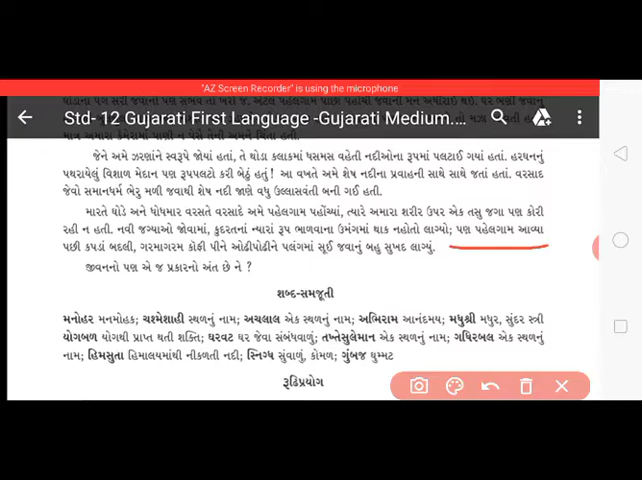 "AZ Screen Recorder" is using the microphone
Std- 12 Gujarati First Language -Gujarati Medium....
માત્ર અમારા કેમેરામાં પાણી ન પેસે તેની અમને ચિંતા હતી.
જેને અમે ઝરણાંને સ્વરૂપે જોયાં હતાં, તે થોડા કલાકમાં ધસમસ વહેતી નદીઓના રૂપમાં પલટાઈ ગયાં હતાં. હરઘનનું
પથરાયેલું વિશાળ મેદાન પણ રૂપપલટો કરી બેઠું હતું ! આ વખતે અમે શેષ નદીના પ્રવાહની સાથે સાથે જતાં હતાં. વરસાદ
જેવો સમાનધર્મ ભેરુ મળી જવાથી શેષ નદી જાણે વધુ ઉલ્લાસવંતી બની ગઈ હતી.
મારતે ઘોડે અને ધોધમાર વરસતે વરસાદે અમે પહેલગામ પહોંચ્યાં, ત્યારે અમારા શરીર ઉપર એક તસુ જગા પણ કોરી
રહી ન હતી. નવી જગ્યાઓ જોવામાં, કુદરતનાં ન્યારાં રૂપ ભાળવાના ઉમંગમાં થાક નહોતો લાગ્યો; પણ પહેલગામ આવ્યા
પછી કપડાં બદલી, ગરમાગરમ કૉફી પીને ઓઢીપોઢીને પલંગમાં સૂઈ જવાનું બહુ સુખદ લાગ્યું.
જીવનનો પણ એ જ પ્રકારનો અંત છે ને ?
શબ્દ-સમજૂતી
મનોહર મનમોહક; ચશ્મેશાહી સ્થળનું નામ; અચલાલ એક સ્થળનું નામ; અભિરામ આનંદમય; મધુશ્રી મધુર, સુંદર સ્ત્રી
યોગબળ યોગથી પ્રાપ્ત થતી શક્તિ; ઘરવટ ઘર જેવા સંબંધવાળું; તખ્તેસુલેમાન એક સ્થળનું નામ; ગંધિરબલ એક સ્થળનું
નામ; હિમસુતા હિમાલયમાંથી નીકળતી નદી; સ્નિગ્ધ સુંવાળું, કોમળ; ગુંબજ ઘુમ્મટ
રૂઢિપ્રયોગ